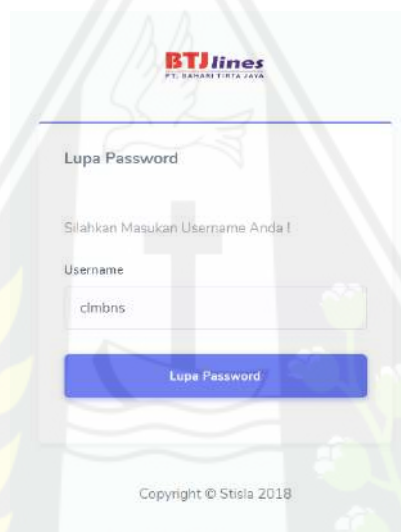 BTJlines
PT. BAHARI TIRTA JAYA
Lupa Password
Silahkan Masukan Username Anda !
Username
clmbns
Lupa Password
Copyright © Stisla 2018